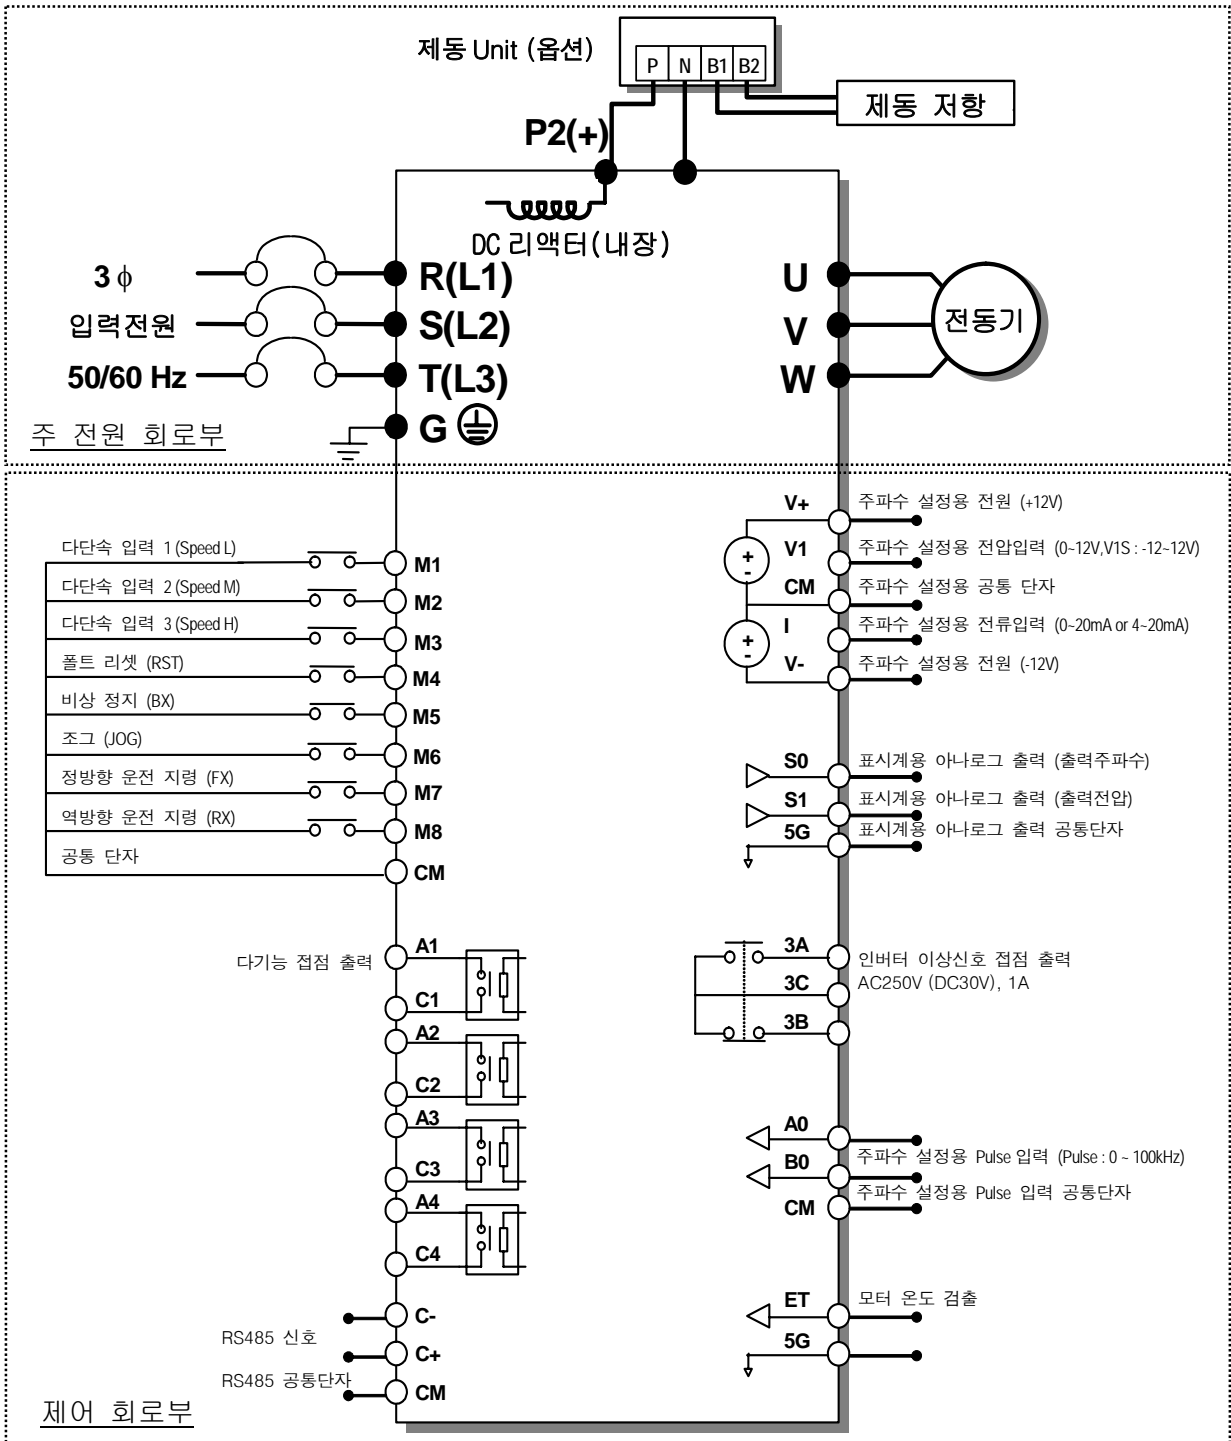 제동 Unit (옵션)
P N B1 B2
제동 저항
P2(+)
DC 리액터(내장)
3 ϕ
입력전원
50/60 Hz
R(L1)
S(L2)
T(L3)
G
U
V
W
전동기
주 전원 회로부
다단속 입력 1 (Speed L)
M1
다단속 입력 2 (Speed M)
M2
다단속 입력 3 (Speed H)
M3
폴트 리셋 (RST)
M4
비상 정지 (BX)
M5
조그 (JOG)
M6
정방향 운전 지령 (FX)
M7
역방향 운전 지령 (RX)
M8
공통 단자
CM
V+ 주파수 설정용 전원 (+12V)
+
-
V1 주파수 설정용 전압입력 (0~12V,V1S : -12~12V)
CM 주파수 설정용 공통 단자
+
-
I 주파수 설정용 전류입력 (0~20mA or 4~20mA)
V- 주파수 설정용 전원 (-12V)
S0 표시계용 아나로그 출력 (출력주파수)
S1 표시계용 아나로그 출력 (출력전압)
5G 표시계용 아나로그 출력 공통단자
다기능 접점 출력
A1
C1
A2
C2
A3
C3
A4
C4
3A 인버터 이상신호 접점 출력
3C AC250V (DC30V), 1A
3B
A0
B0 주파수 설정용 Pulse 입력 (Pulse : 0 ~ 100kHz)
CM 주파수 설정용 Pulse 입력 공통단자
ET 모터 온도 검출
5G
C-
RS485 신호
C+
RS485 공통단자
CM
제어 회로부